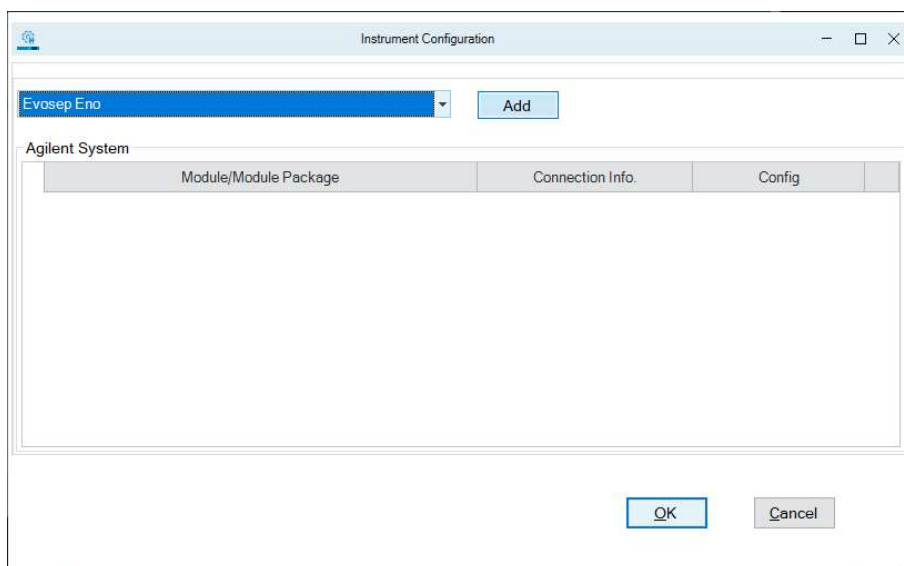 Instrument Configuration
Evosep Eno
Add
Agilent System
Module/Module Package Connection Info. Config
OK Cancel